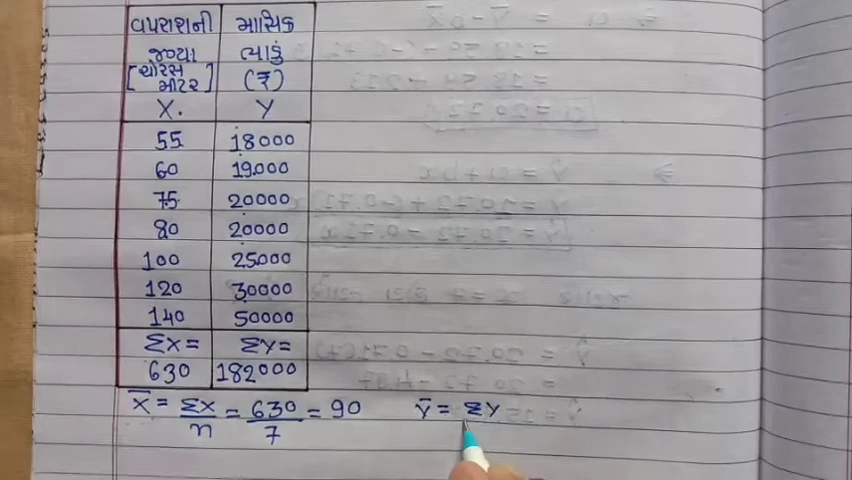 વપરાશની માસિક
જગ્યા ભાડું
[ચોરસ મીટર] (₹)
X. Y
55 18000
60 19000
75 20000
80 20000
100 25000
120 30000
140 50000
ΣX= ΣY=
630 182000
X̄ = ΣX/n = 630/7 = 90 Ȳ = ΣY